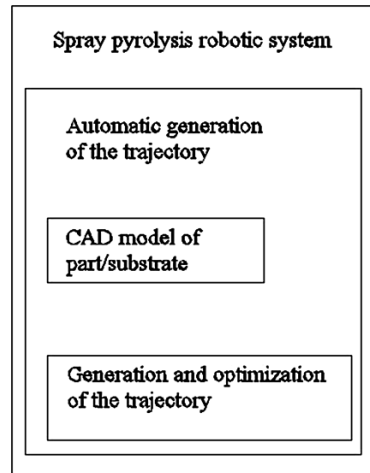 Spray pyrolysis robotic system
Automatic generation
of the trajectory
CAD model of
part/substrate
Generation and optimization
of the trajectory